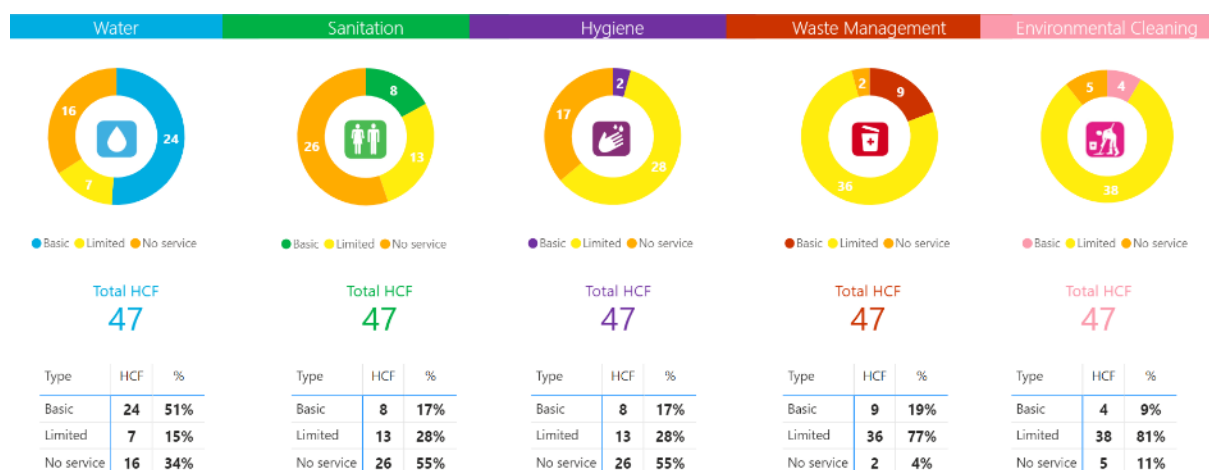 Water Sanitation Hygiene Waste Management Environmental Cleaning
16 24 7
8 26 13
2 17 28
2 9 36
5 4 38
Basic Limited No service
Basic Limited No service
Basic Limited No service
Basic Limited No service
Basic Limited No service
Total HCF Total HCF Total HCF Total HCF Total HCF
47 47 47 47 47
Type HCF % Type HCF % Type HCF % Type HCF % Type HCF %
Basic 24 51% Basic 8 17% Basic 8 17% Basic 9 19% Basic 4 9%
Limited 7 15% Limited 13 28% Limited 13 28% Limited 36 77% Limited 38 81%
No service 16 34% No service 26 55% No service 26 55% No service 2 4% No service 5 11%